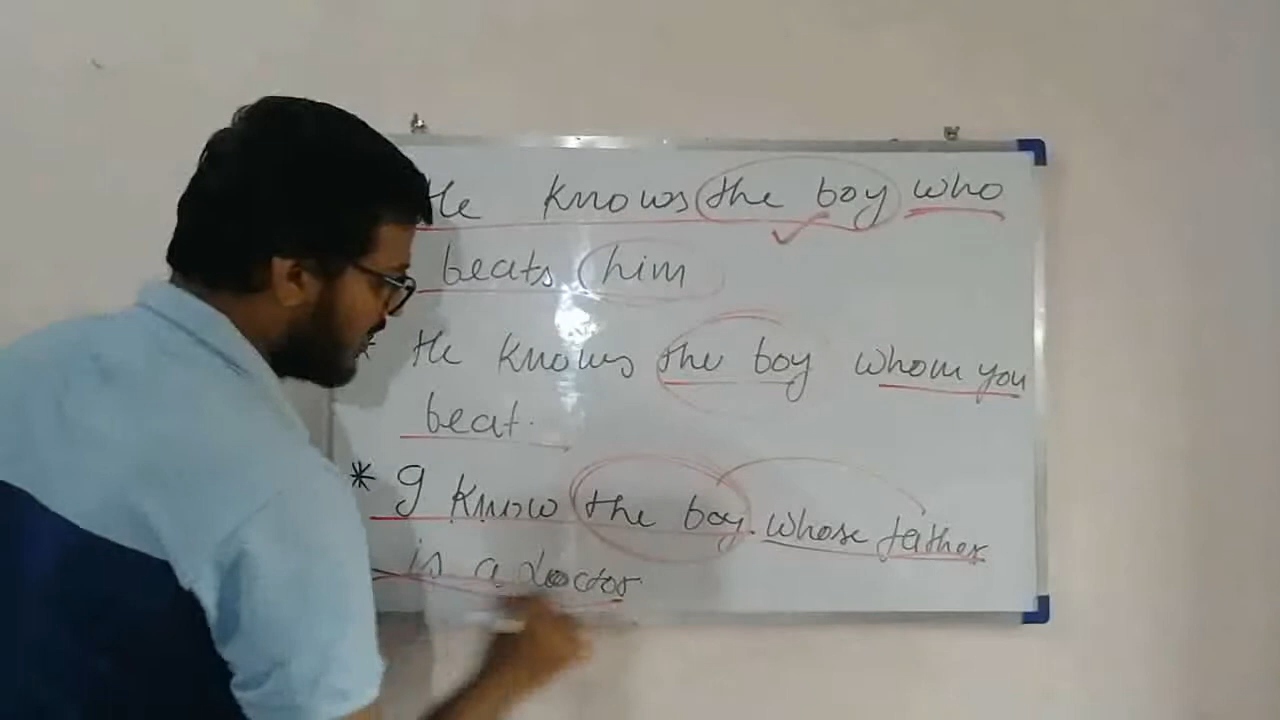 He knows the boy who
beats him
* He knows the boy whom you
beat.
* I know the boy. whose father
is a doctor